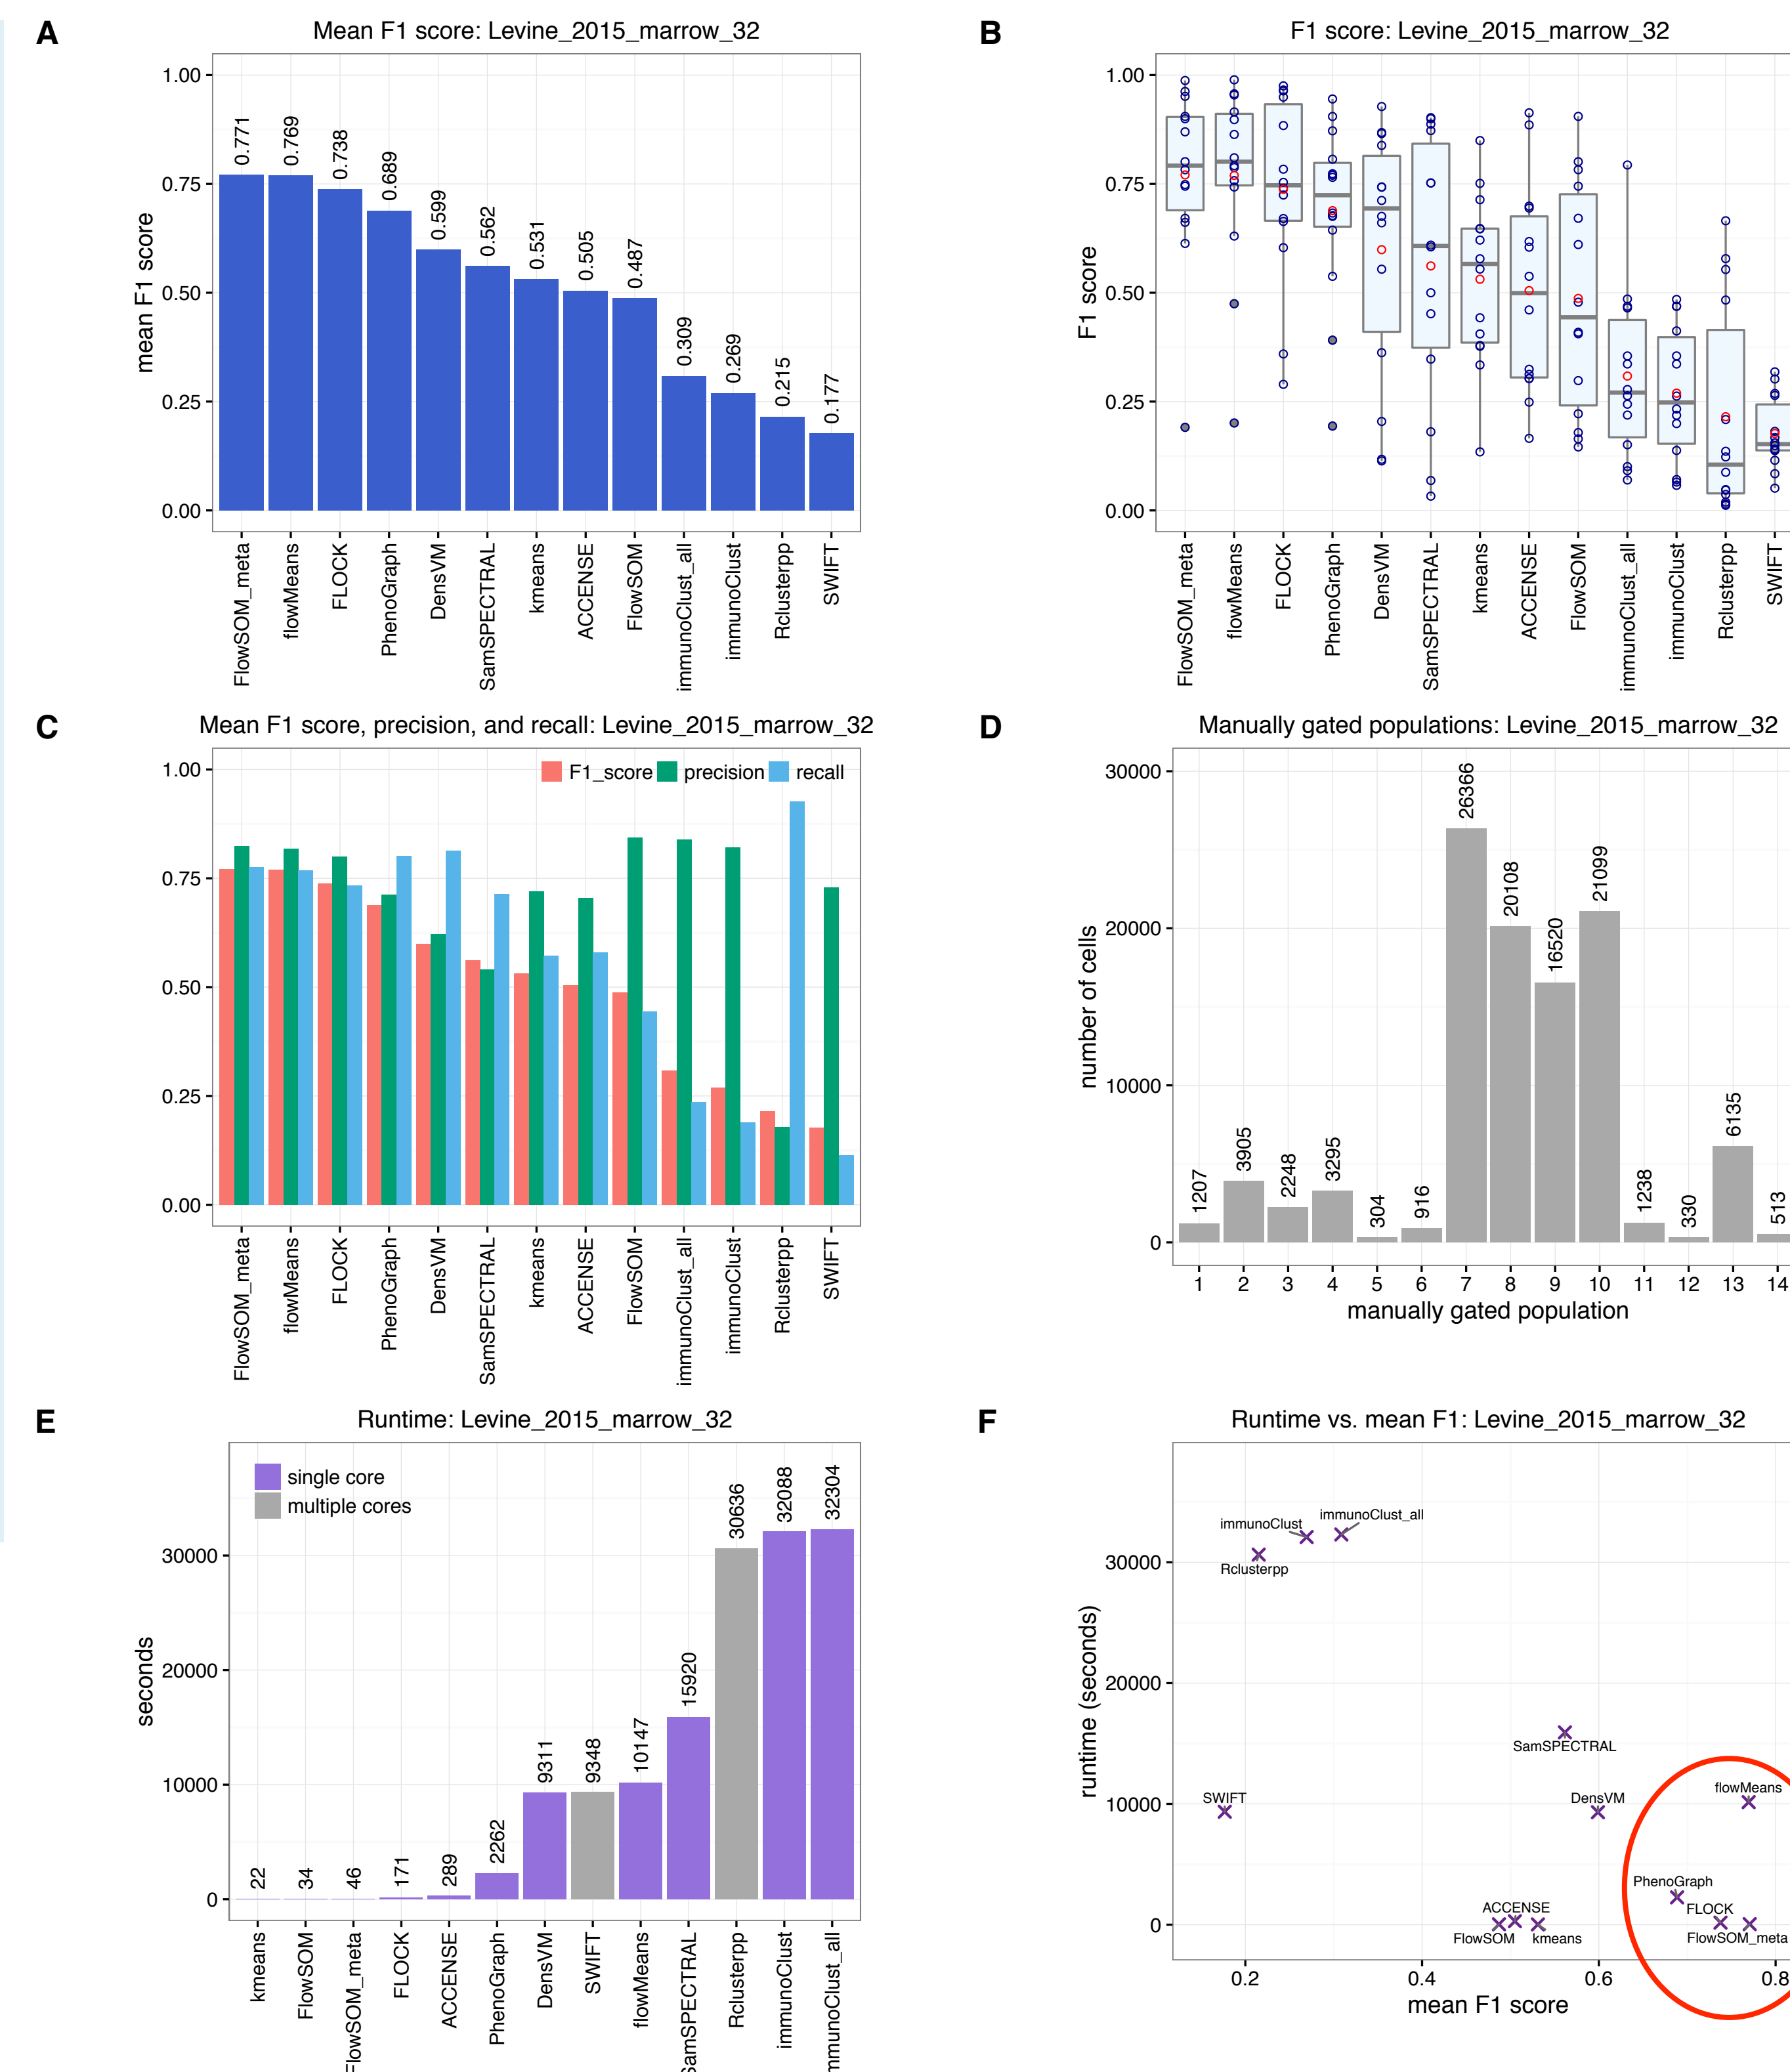 A
Mean F1 score: Levine_2015_marrow_32
mean F1 score
1.00
0.75
0.50
0.25
0.00
0.771
0.769
0.738
0.689
0.599
0.562
0.531
0.505
0.487
0.309
0.269
0.215
0.177
FlowSOM_meta
flowMeans
FLOCK
PhenoGraph
DensVM
SamSPECTRAL
kmeans
ACCENSE
FlowSOM
immunoClust_all
immunoClust
Rclusterpp
SWIFT
B
F1 score: Levine_2015_marrow_32
F1 score
1.00
0.75
0.50
0.25
0.00
FlowSOM_meta
flowMeans
FLOCK
PhenoGraph
DensVM
SamSPECTRAL
kmeans
ACCENSE
FlowSOM
immunoClust_all
immunoClust
Rclusterpp
SWIFT
C
Mean F1 score, precision, and recall: Levine_2015_marrow_32
F1_score precision recall
1.00
0.75
0.50
0.25
0.00
FlowSOM_meta
flowMeans
FLOCK
PhenoGraph
DensVM
SamSPECTRAL
kmeans
ACCENSE
FlowSOM
immunoClust_all
immunoClust
Rclusterpp
SWIFT
D
Manually gated populations: Levine_2015_marrow_32
number of cells
30000
20000
10000
0
1207
3905
2248
3295
304
916
26366
20108
16520
21099
1238
330
6135
513
1 2 3 4 5 6 7 8 9 10 11 12 13 14
manually gated population
E
Runtime: Levine_2015_marrow_32
single core
multiple cores
seconds
30000
20000
10000
0
22
34
46
171
289
2262
9311
9348
10147
15920
30636
32088
32304
kmeans
FlowSOM
FlowSOM_meta
FLOCK
ACCENSE
PhenoGraph
DensVM
SWIFT
flowMeans
SamSPECTRAL
Rclusterpp
immunoClust
mmunoClust_all
F
Runtime vs. mean F1: Levine_2015_marrow_32
runtime (seconds)
30000
20000
10000
0
immunoClust_all
immunoClust
Rclusterpp
SamSPECTRAL
flowMeans
SWIFT
DensVM
PhenoGraph
ACCENSE
FLOCK
FlowSOM
kmeans
FlowSOM_meta
0.2 0.4 0.6 0.8
mean F1 score